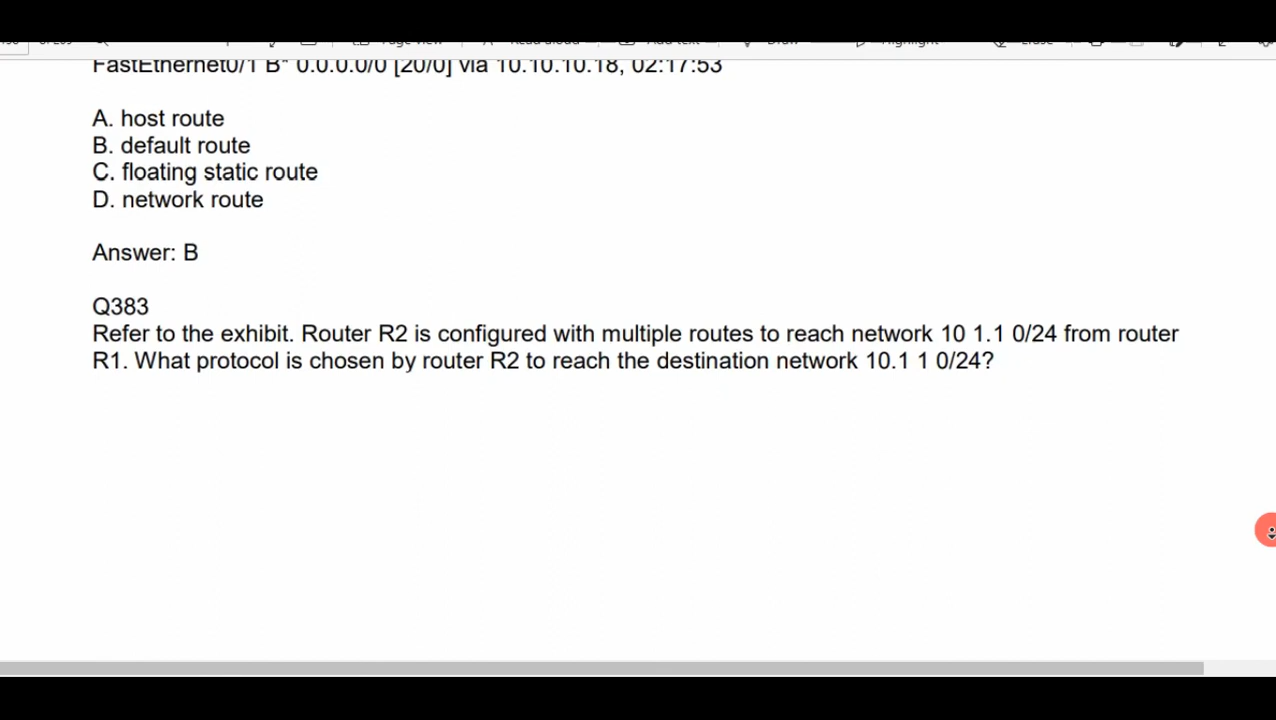 FastEthernet0/1 B* 0.0.0.0/0 [20/0] via 10.10.10.18, 02:17:53
A. host route
B. default route
C. floating static route
D. network route
Answer: B
Q383
Refer to the exhibit. Router R2 is configured with multiple routes to reach network 10 1.1 0/24 from router
R1. What protocol is chosen by router R2 to reach the destination network 10.1 1 0/24?